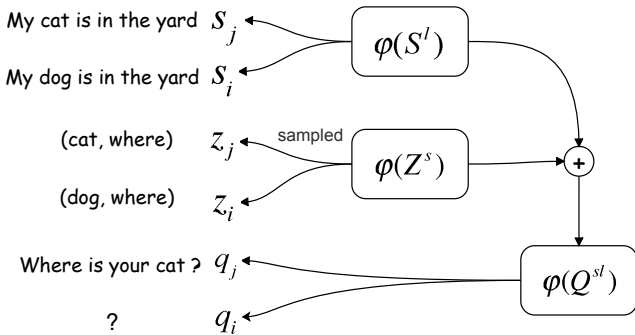 My cat is in the yard s_j
φ(S^l)
My dog is in the yard s_i
(cat, where) z_j sampled
φ(Z^s) +
(dog, where) z_i
Where is your cat ? q_j
φ(Q^{sl})
? q_i